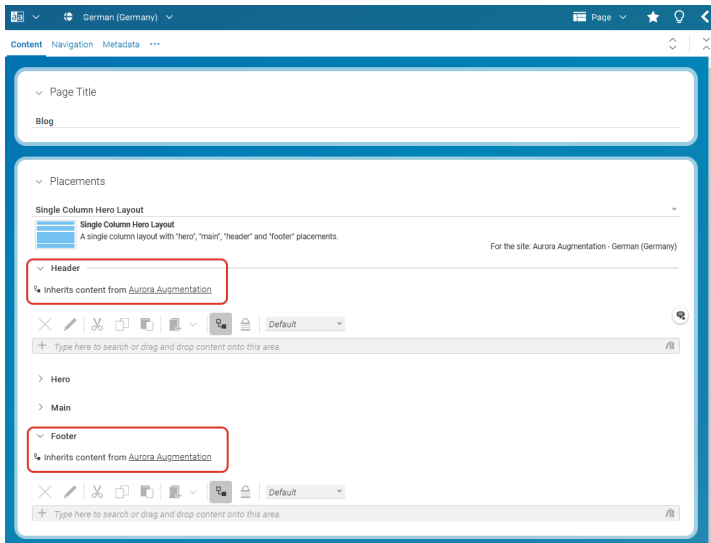 German (Germany)
Page
Content Navigation Metadata ···
Page Title
Blog
Placements
Single Column Hero Layout
Single Column Hero Layout
A single column layout with "hero", "main", "header" and "footer" placements.
For the site: Aurora Augmentation - German (Germany)
Header
Inherits content from Aurora Augmentation
Default
Type here to search or drag and drop content onto this area.
Hero
Main
Footer
Inherits content from Aurora Augmentation
Default
Type here to search or drag and drop content onto this area.